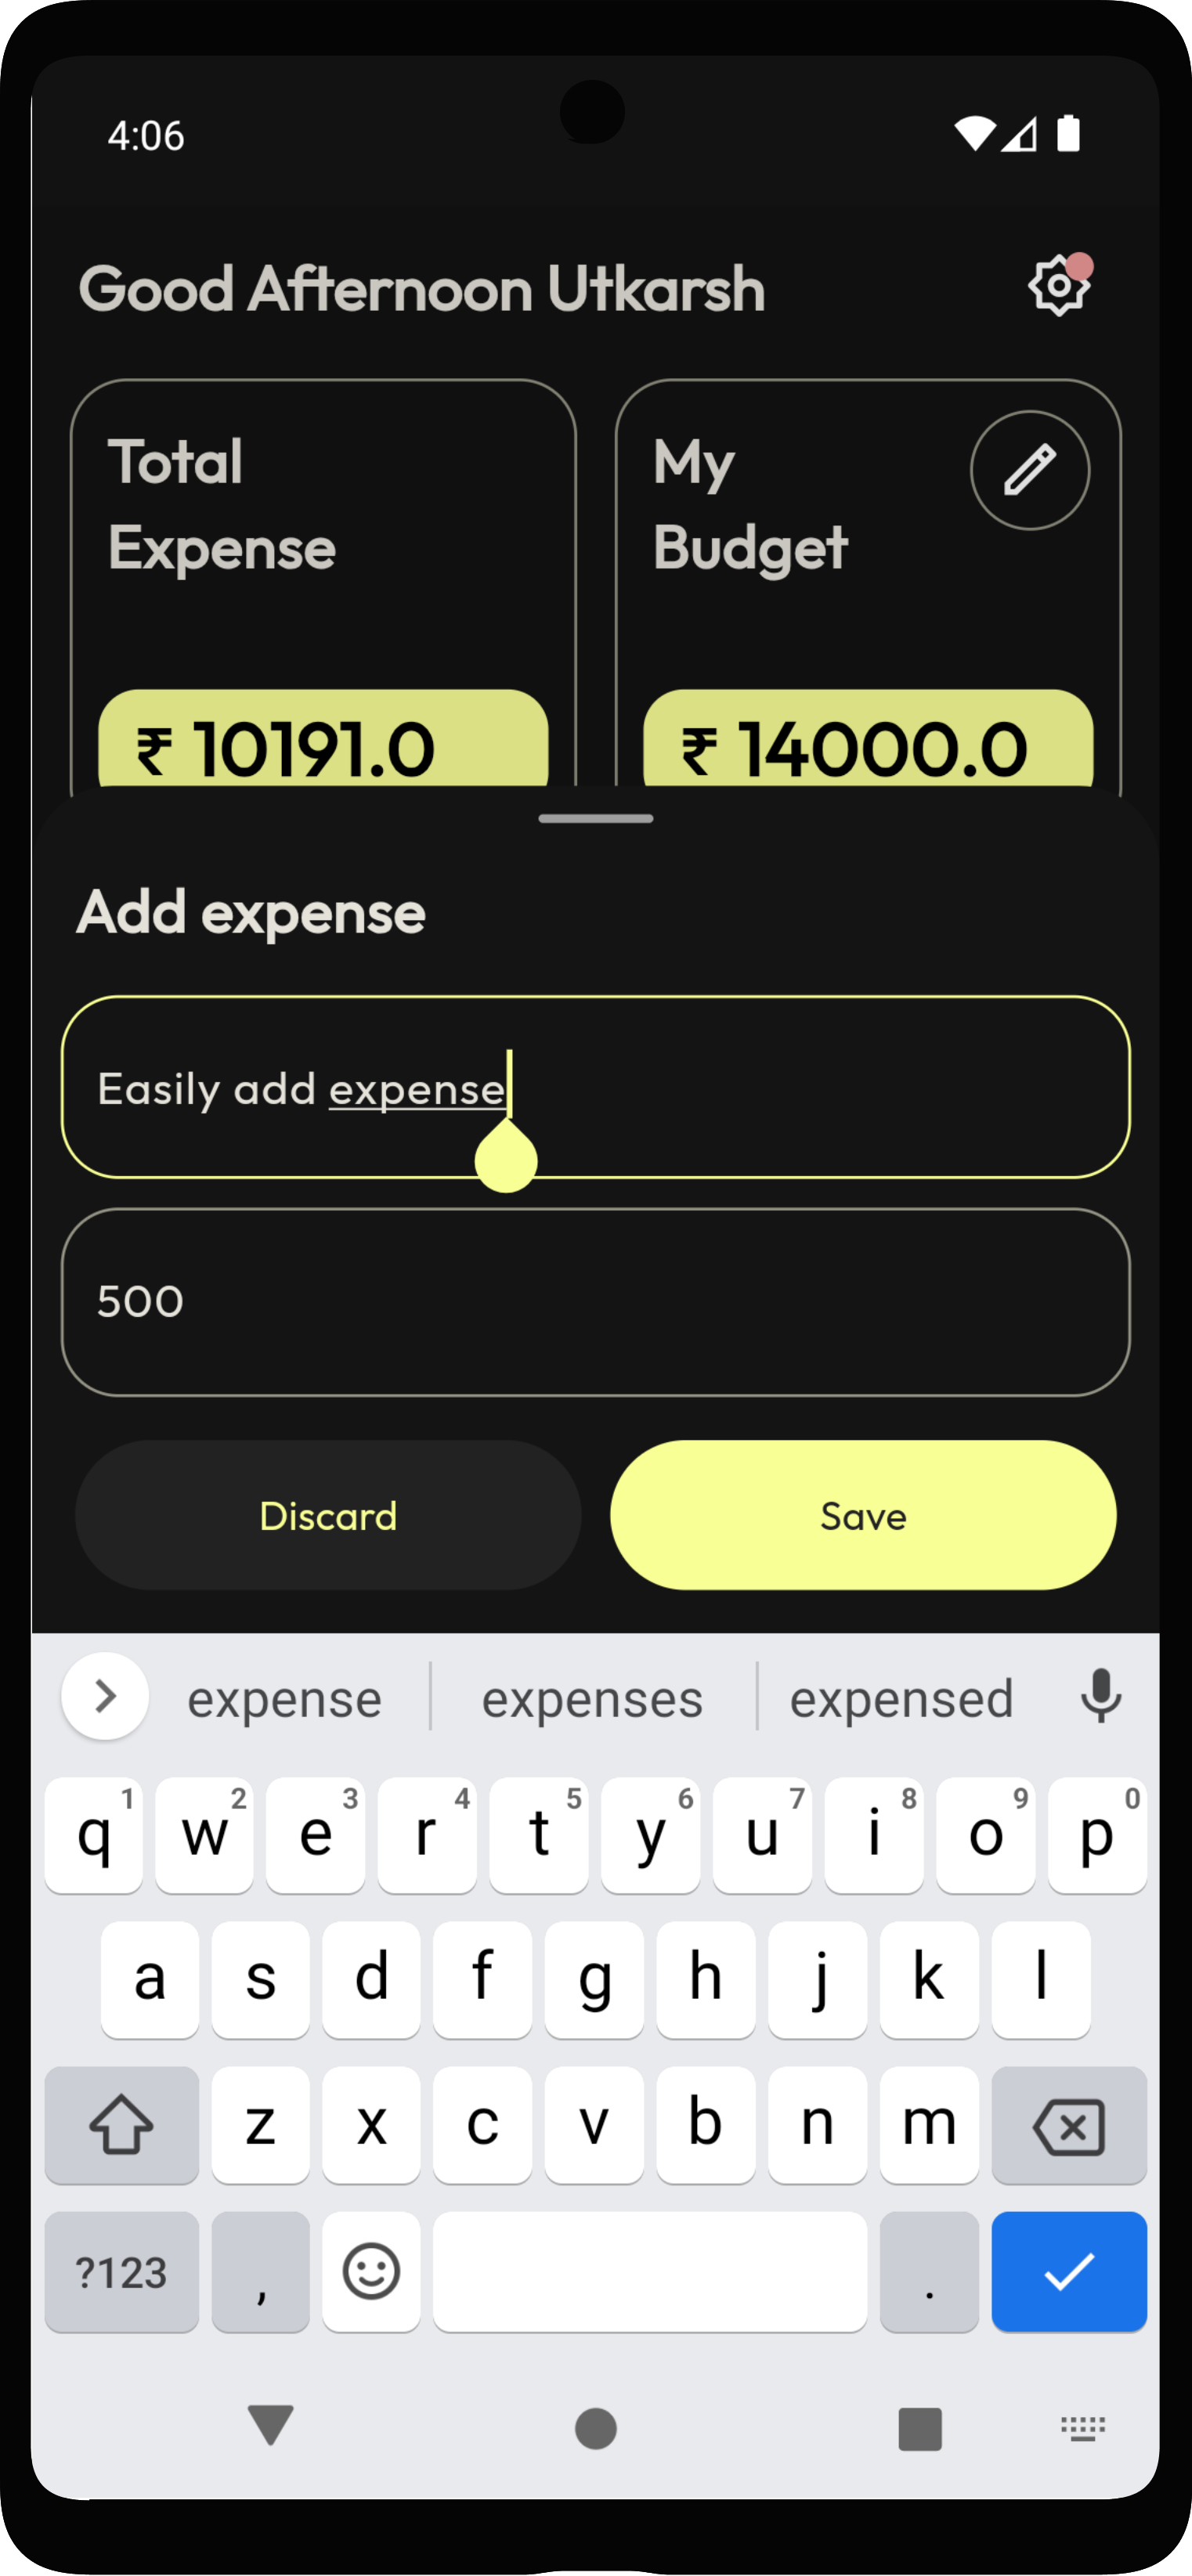 4:06
Good Afternoon Utkarsh
Total
Expense
My
Budget
₹ 10191.0
₹ 14000.0
Add expense
Easily add expense
500
Discard
Save
expense
expenses
expensed
q 1 w 2 e 3 r 4 t 5 y 6 u 7 i 8 o 9 p 0
a s d f g h j k l
z x c v b n m
?123 , .